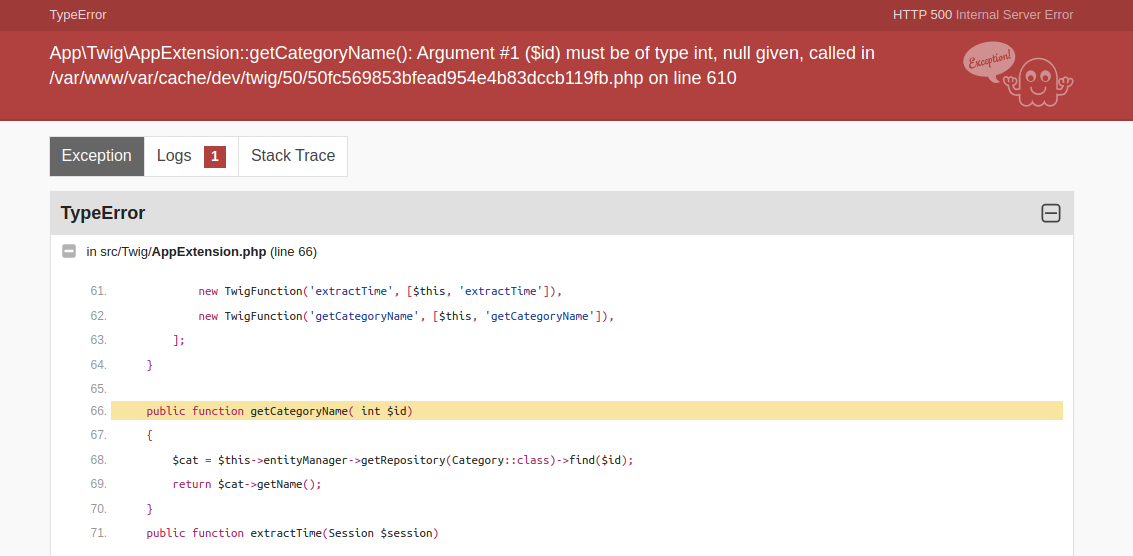 TypeError
HTTP 500 Internal Server Error
App\Twig\AppExtension::getCategoryName(): Argument #1 ($id) must be of type int, null given, called in
/var/www/var/cache/dev/twig/50/50fc569853bfead954e4b83dccb119fb.php on line 610
Exception!
Exception
Logs 1
Stack Trace
TypeError
in src/Twig/AppExtension.php (line 66)
61. new TwigFunction('extractTime', [$this, 'extractTime']),
62. new TwigFunction('getCategoryName', [$this, 'getCategoryName']),
63. ];
64. }
65.
66. public function getCategoryName( int $id)
67. {
68. $cat = $this->entityManager->getRepository(Category::class)->find($id);
69. return $cat->getName();
70. }
71. public function extractTime(Session $session)